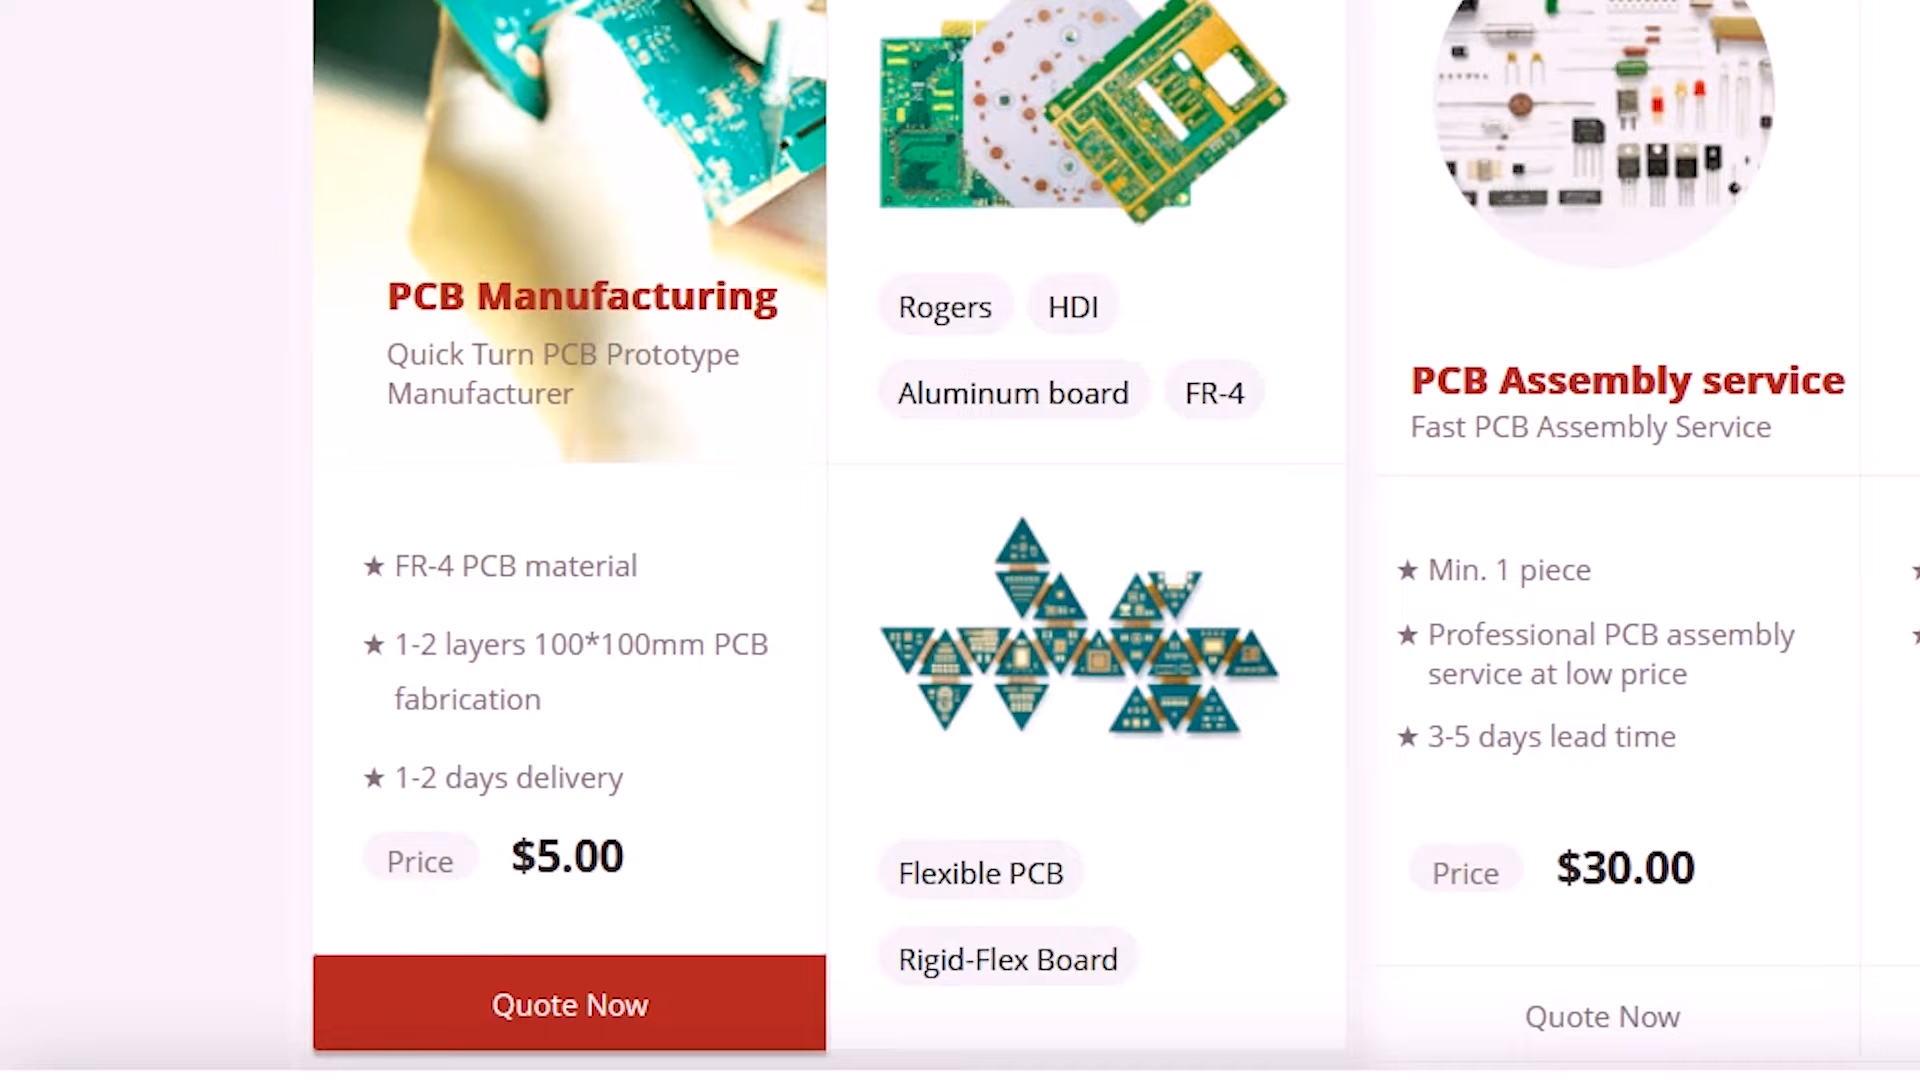 PCB Manufacturing
Quick Turn PCB Prototype
Manufacturer
★ FR-4 PCB material
★ 1-2 layers 100*100mm PCB
fabrication
★ 1-2 days delivery
Price $5.00
Quote Now
Rogers HDI
Aluminum board FR-4
Flexible PCB
Rigid-Flex Board
PCB Assembly service
Fast PCB Assembly Service
★ Min. 1 piece
★ Professional PCB assembly
service at low price
★ 3-5 days lead time
Price $30.00
Quote Now